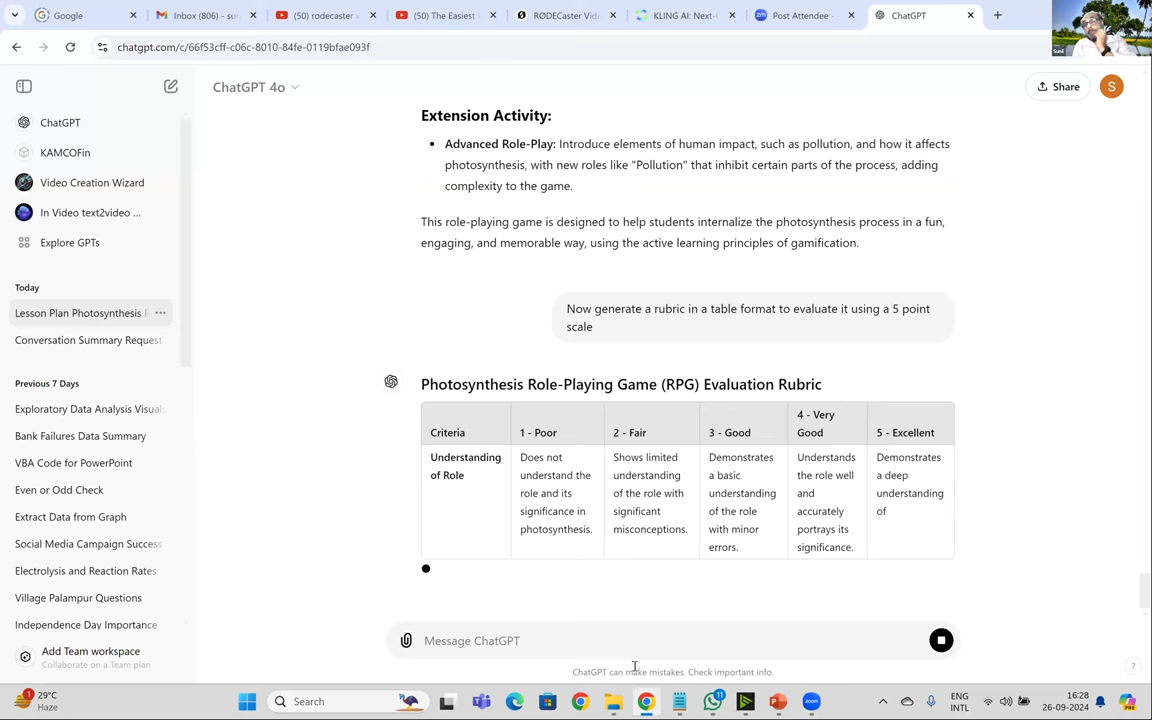 Google
Inbox (806) - sur
(50) rodecaster v
(50) The Easiest t
RØDECaster Vid
KLING AI: Next-
Post Attendee -
ChatGPT
chatgpt.com/c/66f53cff-c06c-8010-84fe-0119bfae093f
Sunil
ChatGPT 4o
Share
S
ChatGPT
KAMCOFin
Video Creation Wizard
In Video text2video ...
Explore GPTs
Today
Lesson Plan Photosynthesis
Conversation Summary Request
Previous 7 Days
Exploratory Data Analysis Visuals
Bank Failures Data Summary
VBA Code for PowerPoint
Even or Odd Check
Extract Data from Graph
Social Media Campaign Success
Electrolysis and Reaction Rates
Village Palampur Questions
Independence Day Importance
Add Team workspace
Collaborate on a Team plan
Extension Activity:
Advanced Role-Play: Introduce elements of human impact, such as pollution, and how it affects
photosynthesis, with new roles like "Pollution" that inhibit certain parts of the process, adding
complexity to the game.
This role-playing game is designed to help students internalize the photosynthesis process in a fun,
engaging, and memorable way, using the active learning principles of gamification.
Now generate a rubric in a table format to evaluate it using a 5 point
scale
Photosynthesis Role-Playing Game (RPG) Evaluation Rubric
Criteria
1 - Poor
2 - Fair
3 - Good
4 - Very
Good
5 - Excellent
Understanding
of Role
Does not
understand the
role and its
significance in
photosynthesis.
Shows limited
understanding
of the role with
significant
misconceptions.
Demonstrates
a basic
understanding
of the role
with minor
errors.
Understands
the role well
and
accurately
portrays its
significance.
Demonstrates
a deep
understanding
of
Message ChatGPT
ChatGPT can make mistakes. Check important info.
?
1
29°C
Haze
Search
11
ENG
INTL
16:28
26-09-2024